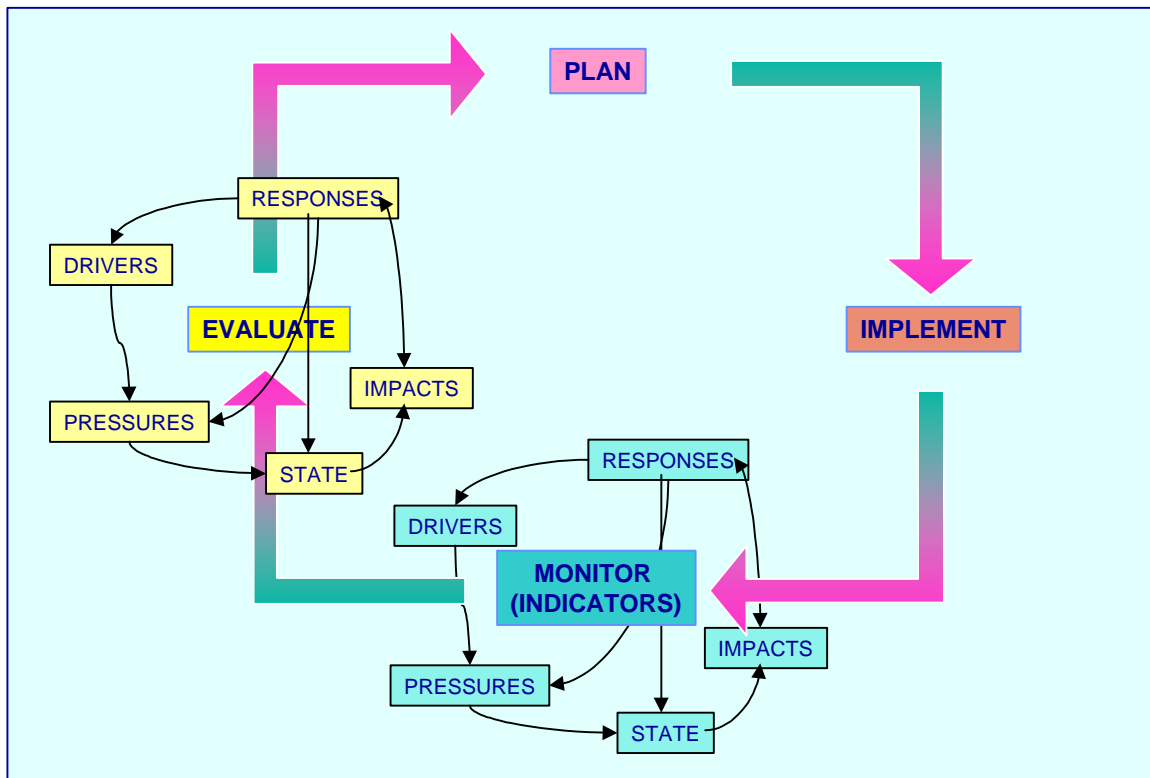 PLAN
RESPONSES
DRIVERS
EVALUATE
IMPLEMENT
IMPACTS
PRESSURES
STATE
RESPONSES
DRIVERS
MONITOR
(INDICATORS)
IMPACTS
PRESSURES
STATE